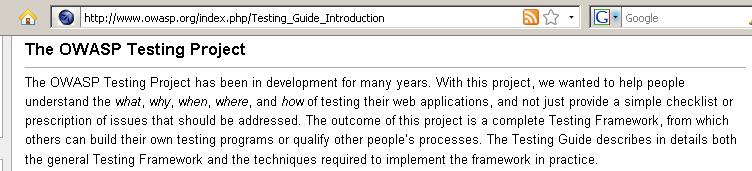 http://www.owasp.org/index.php/Testing_Guide_Introduction
Google
The OWASP Testing Project
The OWASP Testing Project has been in development for many years. With this project, we wanted to help people
understand the what, why, when, where, and how of testing their web applications, and not just provide a simple checklist or
prescription of issues that should be addressed. The outcome of this project is a complete Testing Framework, from which
others can build their own testing programs or qualify other people's processes. The Testing Guide describes in details both
the general Testing Framework and the techniques required to implement the framework in practice.